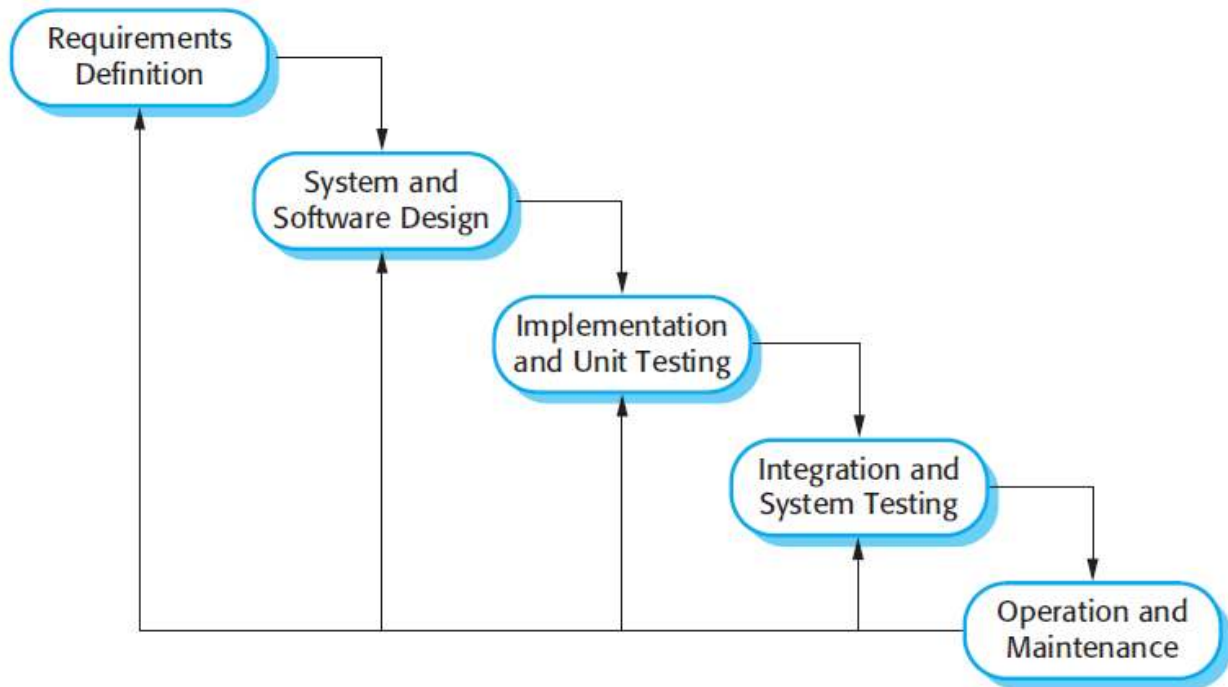 Requirements
Definition
System and
Software Design
Implementation
and Unit Testing
Integration and
System Testing
Operation and
Maintenance